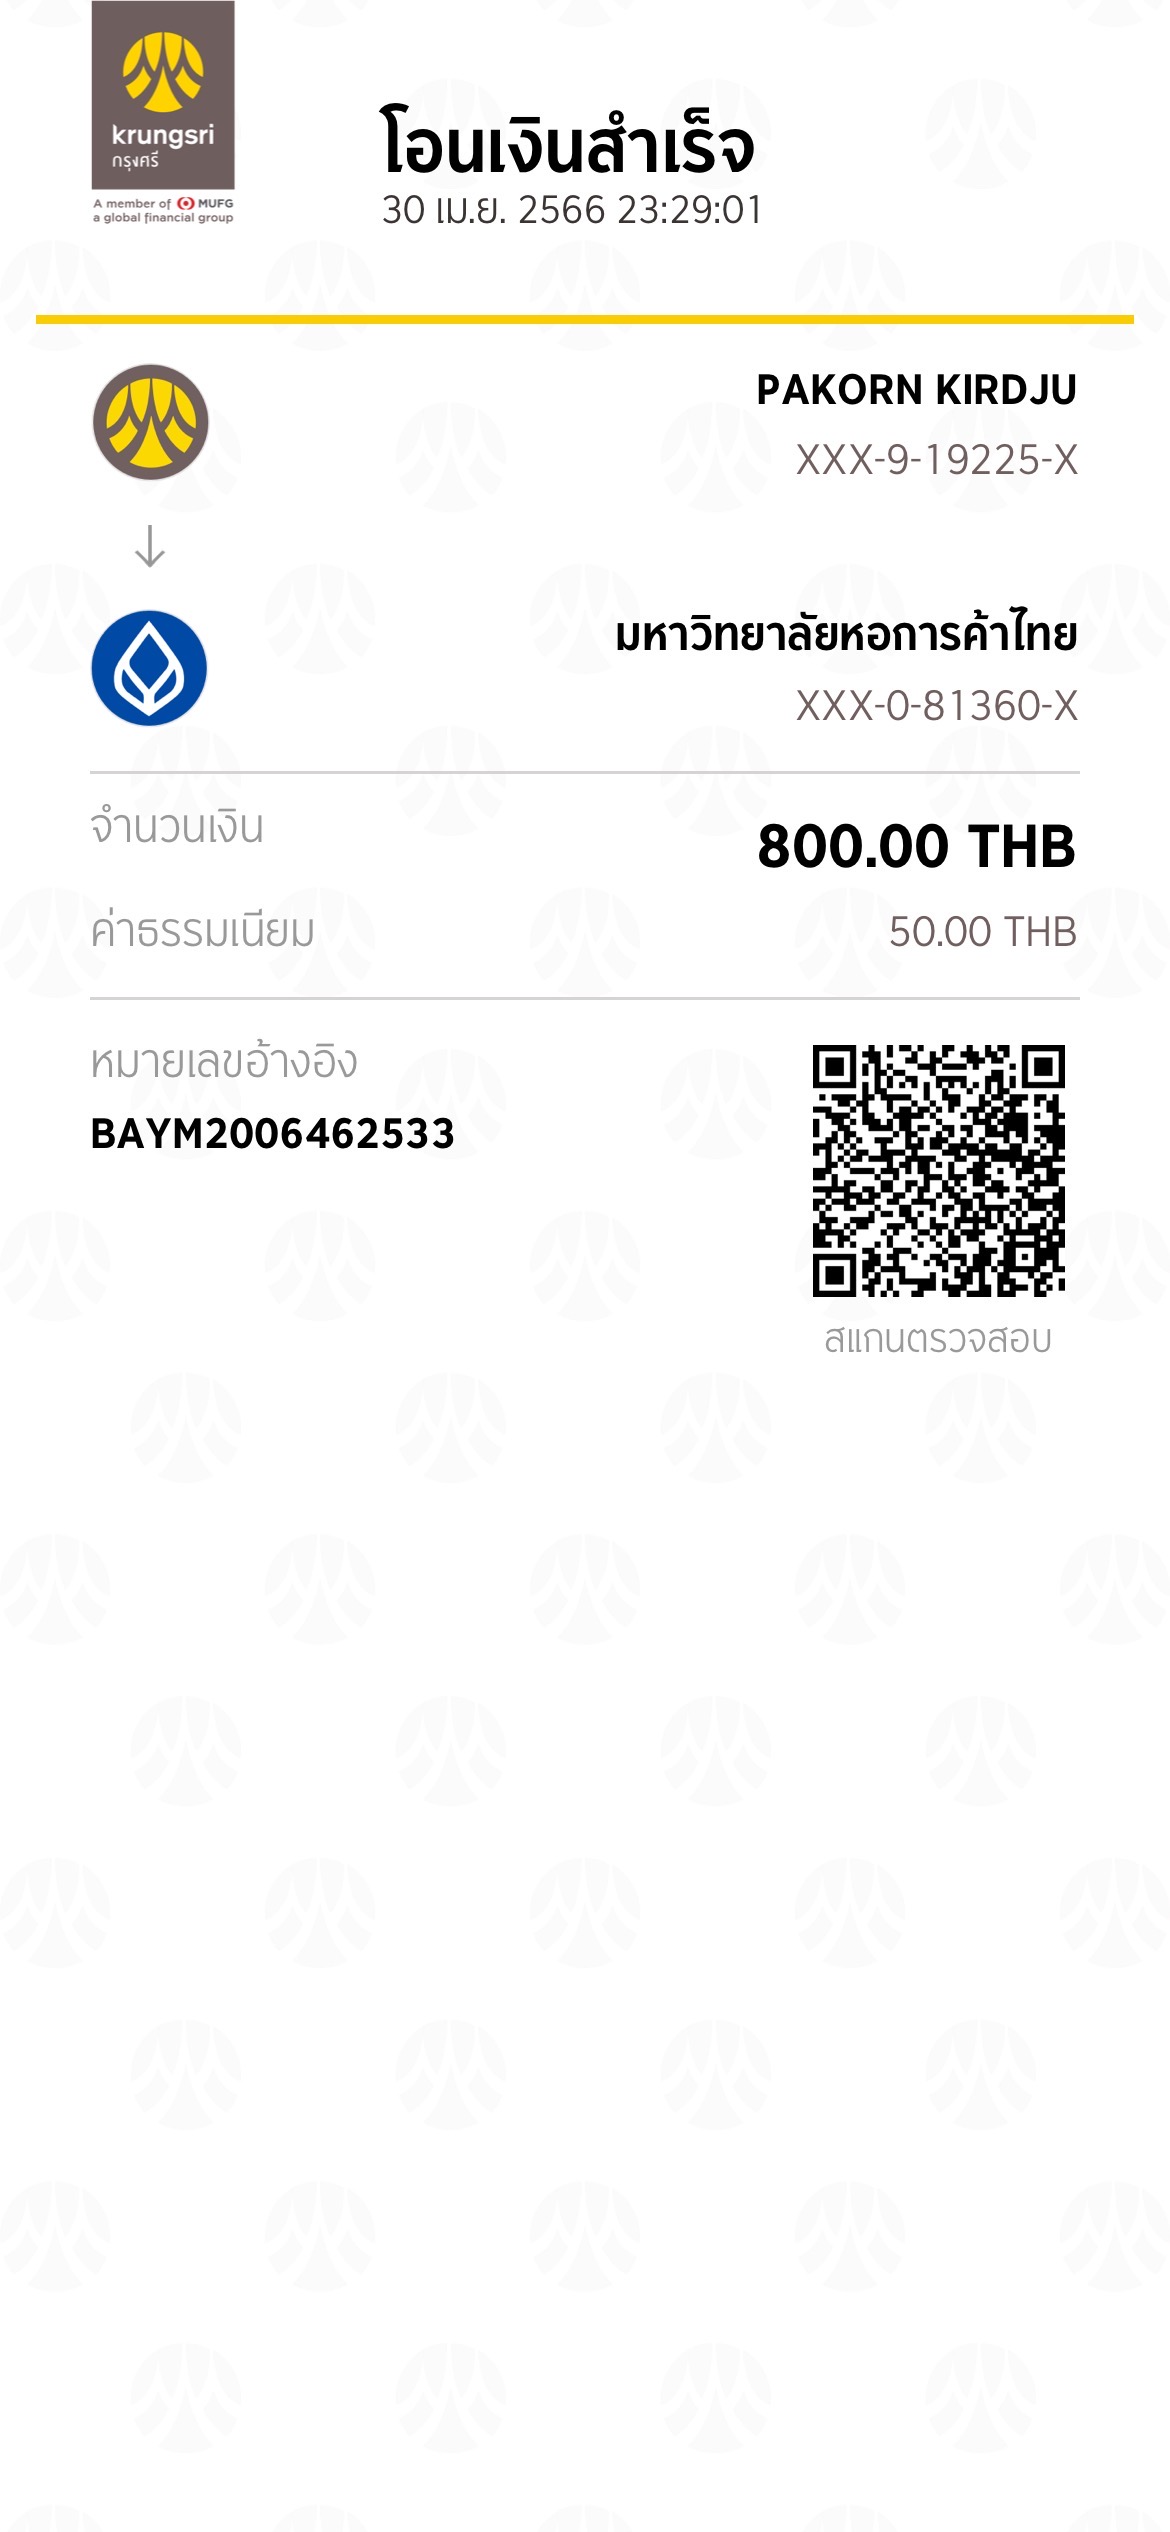 krungsri
กรุงศรี
A member of MUFG
a global financial group
โอนเงินสำเร็จ
30 เม.ย. 2566 23:29:01
PAKORN KIRDJU
XXX-9-19225-X
มหาวิทยาลัยหอการค้าไทย
XXX-0-81360-X
จำนวนเงิน
800.00 THB
ค่าธรรมเนียม
50.00 THB
หมายเลขอ้างอิง
BAYM2006462533
สแกนตรวจสอบ